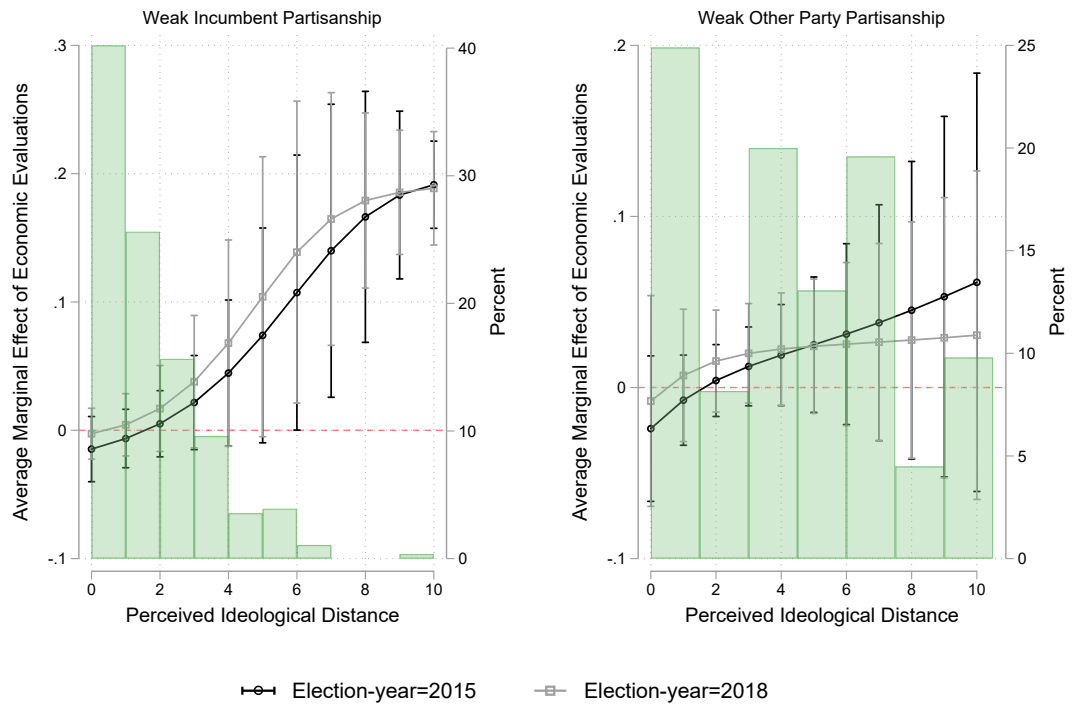 Weak Incumbent Partisanship
Average Marginal Effect of Economic Evaluations
.3
.2
.1
0
-.1
40
30
20
10
0
Percent
0 2 4 6 8 10
Perceived Ideological Distance
Weak Other Party Partisanship
Average Marginal Effect of Economic Evaluations
.2
.1
0
-.1
25
20
15
10
5
0
Percent
0 2 4 6 8 10
Perceived Ideological Distance
Election-year=2015 Election-year=2018